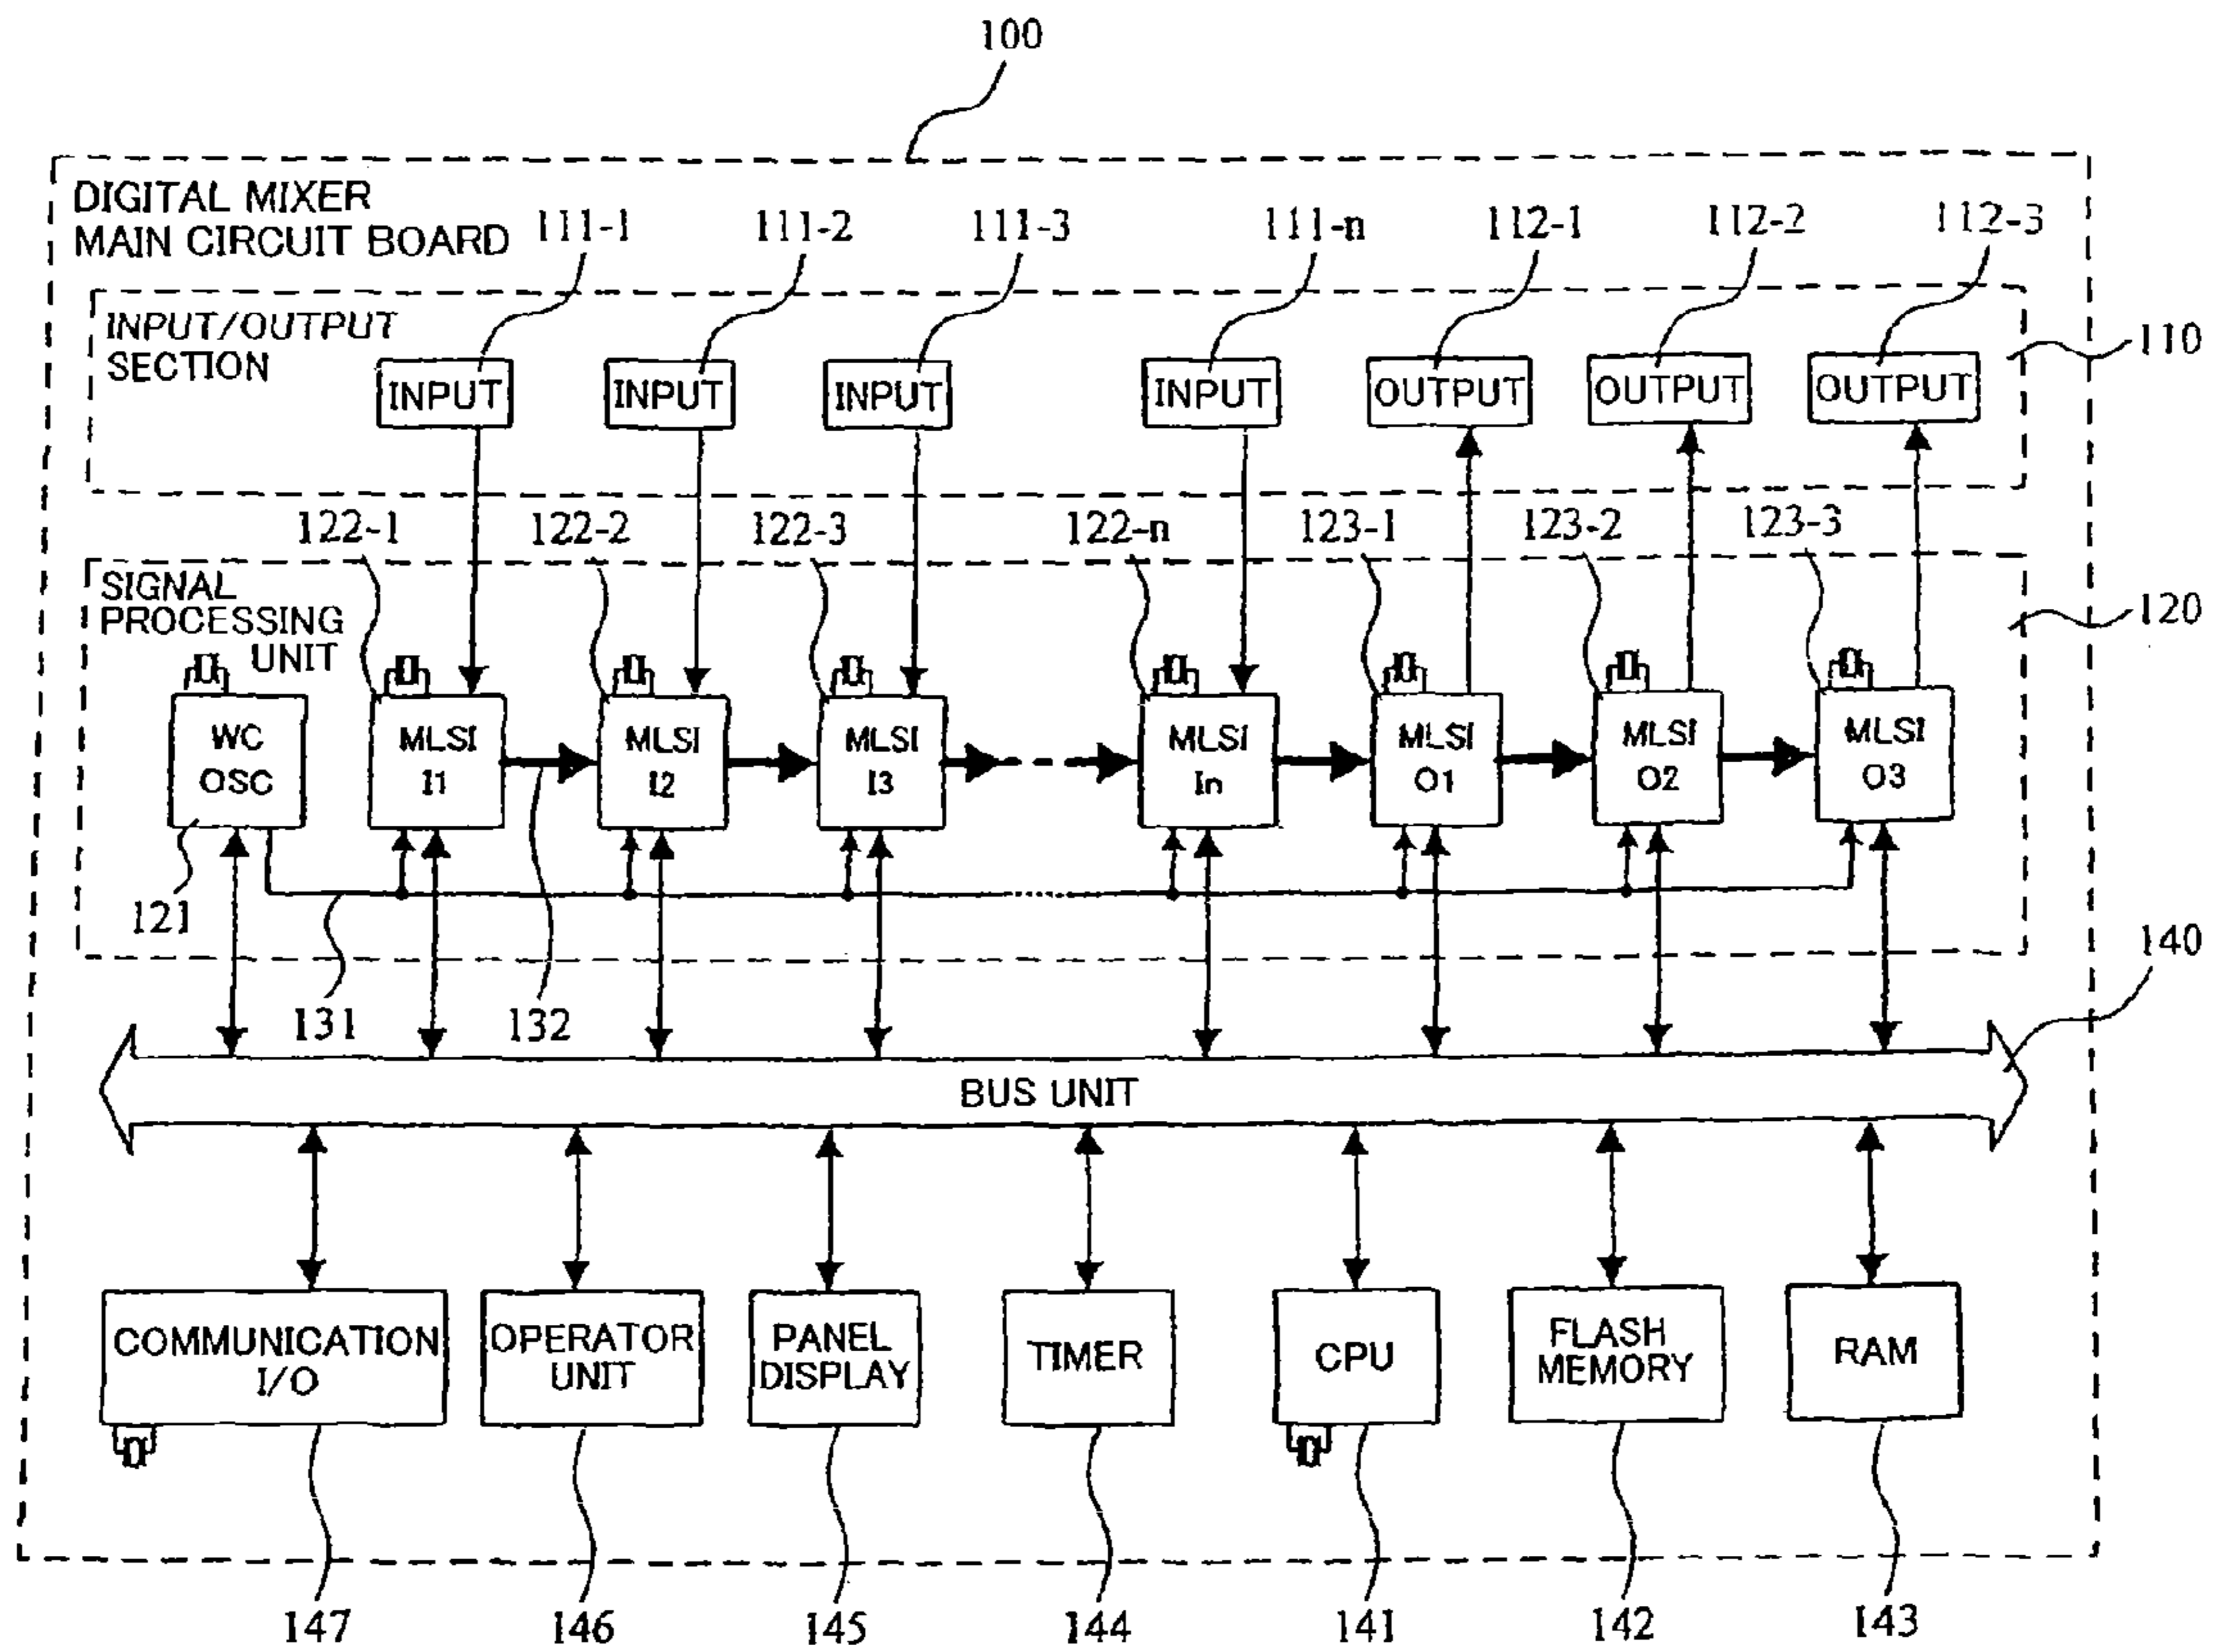 100
DIGITAL MIXER
MAIN CIRCUIT BOARD
111-1 111-2 111-3 111-n 112-1 112-2 112-3
INPUT/OUTPUT
SECTION
110
INPUT INPUT INPUT INPUT OUTPUT OUTPUT OUTPUT
122-1 122-2 122-3 122-n 123-1 123-2 123-3
SIGNAL
PROCESSING
UNIT
120
WC
OSC
MLSI
I1
MLSI
I2
MLSI
I3
MLSI
In
MLSI
O1
MLSI
O2
MLSI
O3
121
131
132
140
BUS UNIT
COMMUNICATION
I/O
OPERATOR
UNIT
PANEL
DISPLAY
TIMER
CPU
FLASH
MEMORY
RAM
147 146 145 144 141 142 143